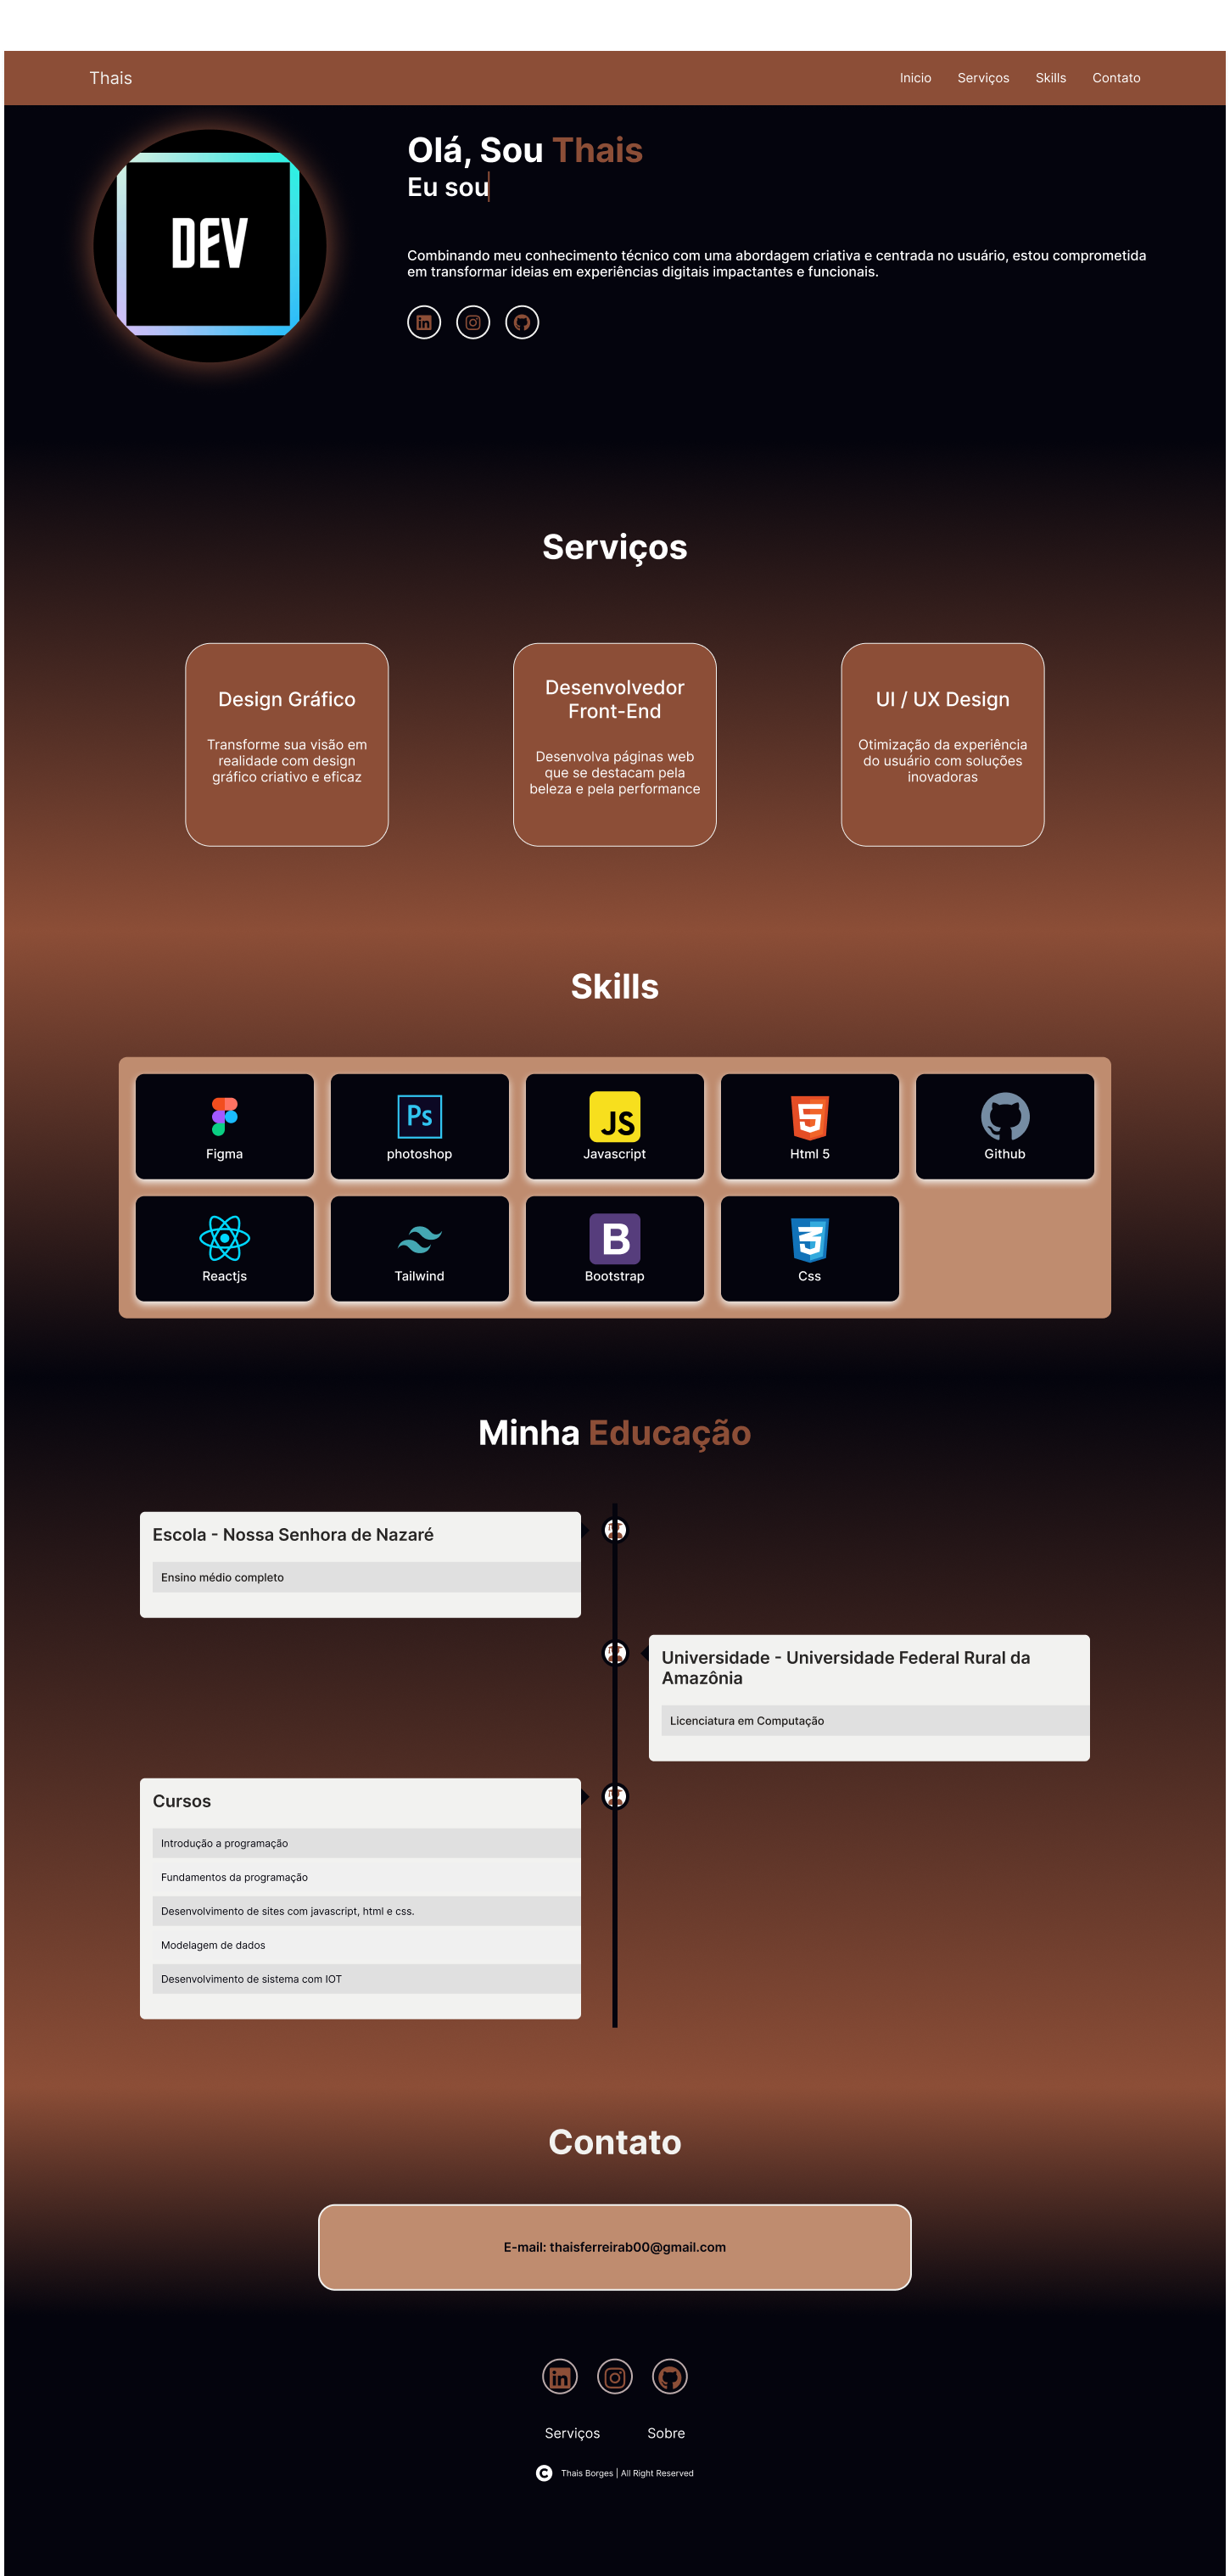 Thais
Inicio Serviços Skills Contato
DEV
Olá, Sou Thais
Eu sou
Combinando meu conhecimento técnico com uma abordagem criativa e centrada no usuário, estou comprometida
em transformar ideias em experiências digitais impactantes e funcionais.
in
Serviços
Design Gráfico
Transforme sua visão em
realidade com design
gráfico criativo e eficaz
Desenvolvedor
Front-End
Desenvolva páginas web
que se destacam pela
beleza e pela performance
UI / UX Design
Otimização da experiência
do usuário com soluções
inovadoras
Skills
Figma
Ps
photoshop
JS
Javascript
5
Html 5
Github
Reactjs
Tailwind
B
Bootstrap
3
Css
Minha Educação
Escola - Nossa Senhora de Nazaré
Ensino médio completo
Universidade - Universidade Federal Rural da
Amazônia
Licenciatura em Computação
Cursos
Introdução a programação
Fundamentos da programação
Desenvolvimento de sites com javascript, html e css.
Modelagem de dados
Desenvolvimento de sistema com IOT
Contato
E-mail: thaisferreirab00@gmail.com
in
Serviços Sobre
© Thais Borges | All Right Reserved